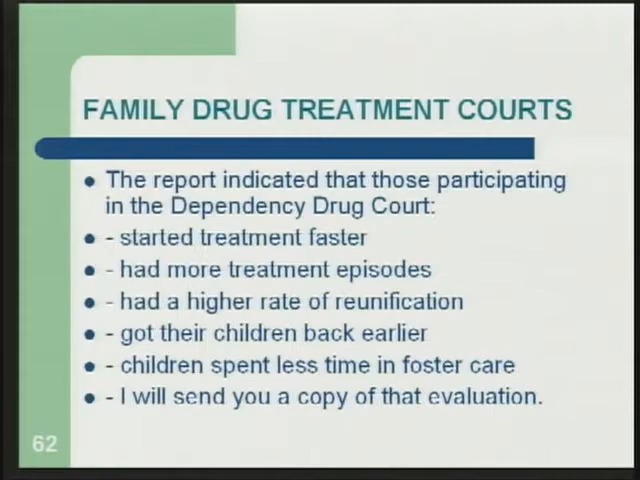 FAMILY DRUG TREATMENT COURTS
● The report indicated that those participating
in the Dependency Drug Court:
● - started treatment faster
● - had more treatment episodes
● - had a higher rate of reunification
● - got their children back earlier
● - children spent less time in foster care
● - I will send you a copy of that evaluation.
62